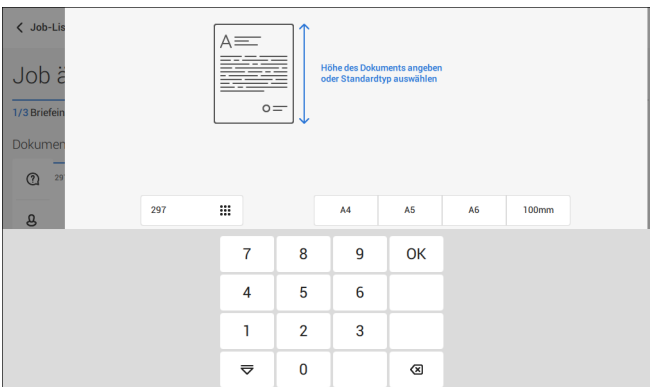 Job-Lis
Job ä
1/3 Briefein
Dokumen
297
A
Höhe des Dokuments angeben
oder Standardtyp auswählen
297
A4 A5 A6 100mm
7 8 9 OK
4 5 6
1 2 3
0